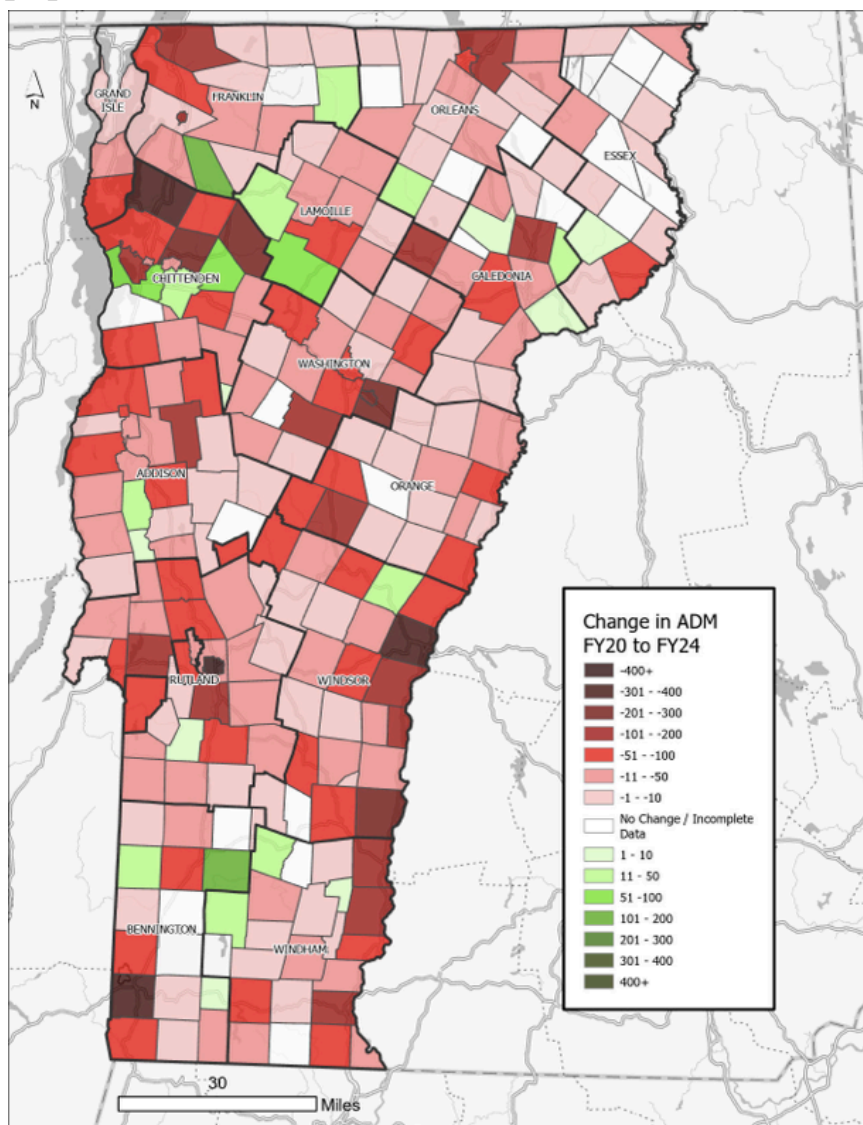 N
GRAND
ISLE
FRANKLIN
ORLEANS
ESSEX
LAMOILLE
CHITTENDEN
CALEDONIA
WASHINGTON
ADDISON
ORANGE
RUTLAND
WINDSOR
BENNINGTON
WINDHAM
Change in ADM
FY20 to FY24
-400+
-301 - -400
-201 - -300
-101 - -200
-51 - -100
-11 - -50
-1 - -10
No Change / Incomplete
Data
1 - 10
11 - 50
51 -100
101 - 200
201 - 300
301 - 400
400+
30
Miles